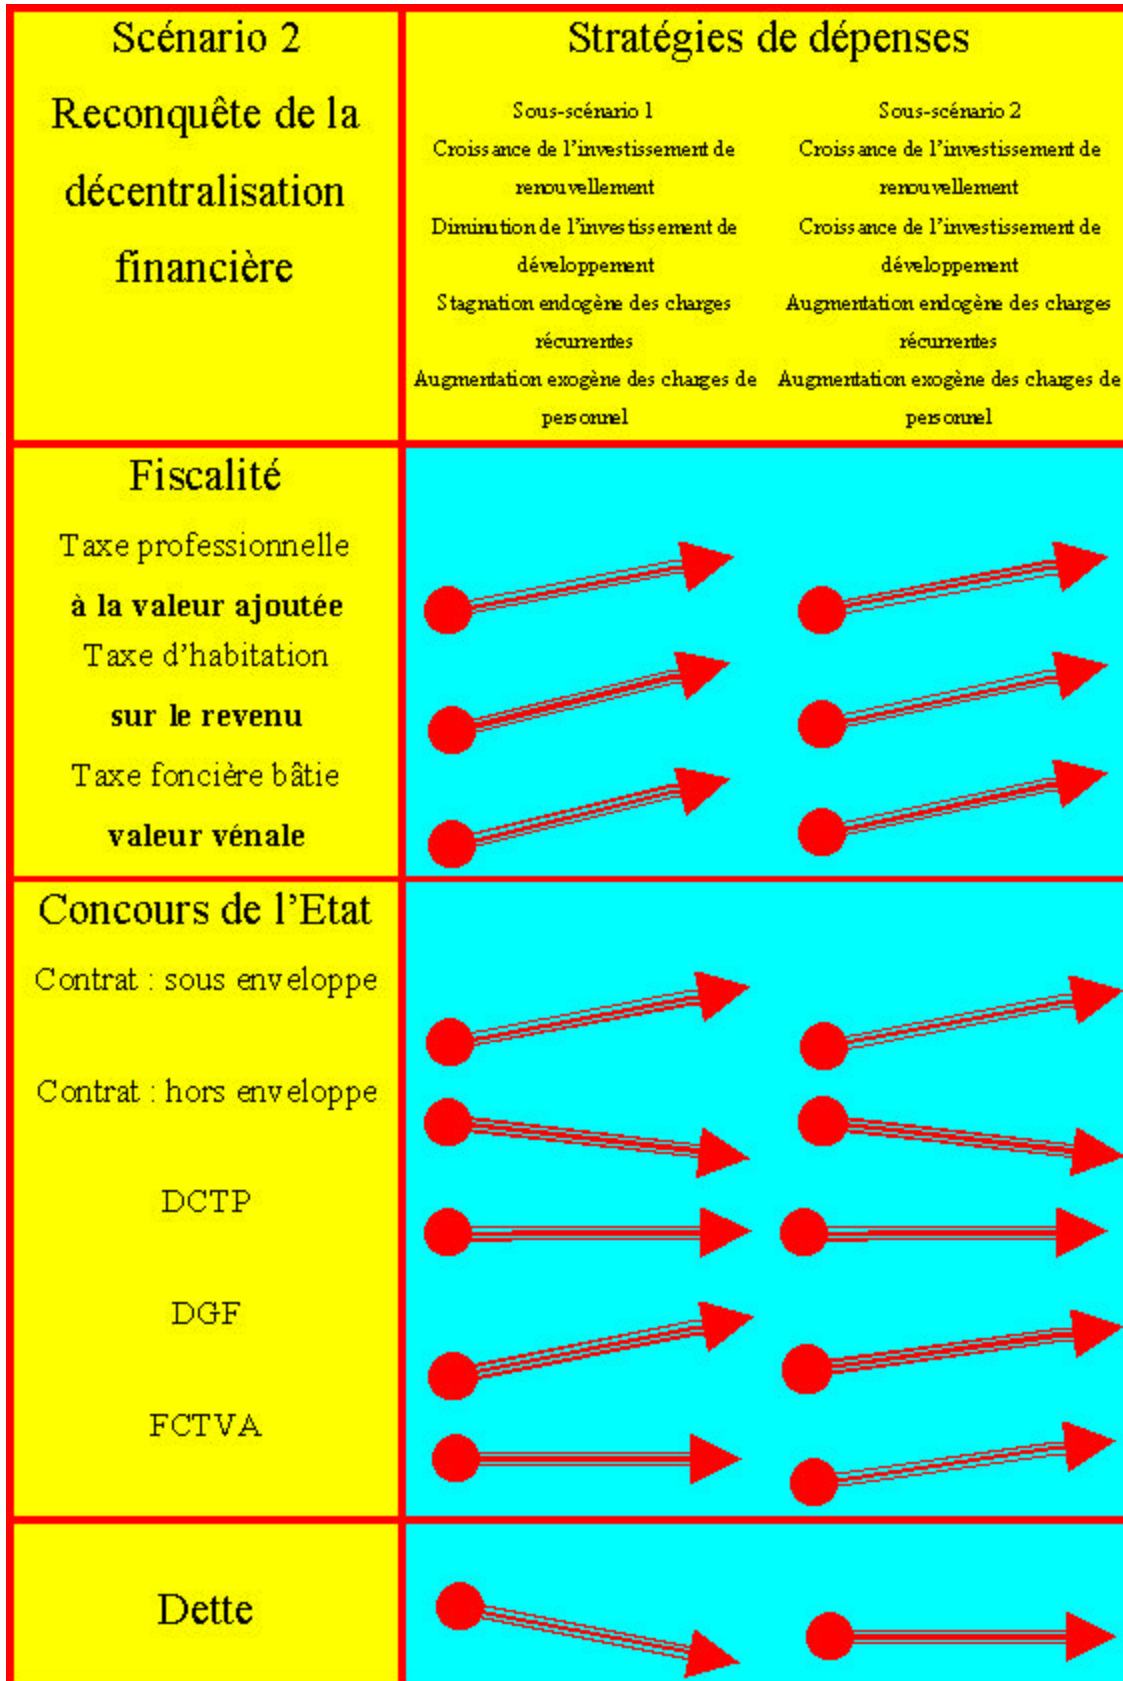 Scénario 2
Reconquête de la
décentralisation
financière
Stratégies de dépenses
Sous-scénario 1
Croissance de l'investissement de
renouvellement
Diminution de l'investissement de
développement
Stagnation endogène des charges
récurrentes
Augmentation exogène des charges de
personnel
Sous-scénario 2
Croissance de l'investissement de
renouvellement
Croissance de l'investissement de
développement
Augmentation endogène des charges
récurrentes
Augmentation exogène des charges de
personnel
Fiscalité
Taxe professionnelle
à la valeur ajoutée
Taxe d'habitation
sur le revenu
Taxe foncière bâtie
valeur vénale
Concours de l'Etat
Contrat : sous enveloppe
Contrat : hors enveloppe
DCTP
DGF
FCTVA
Dette